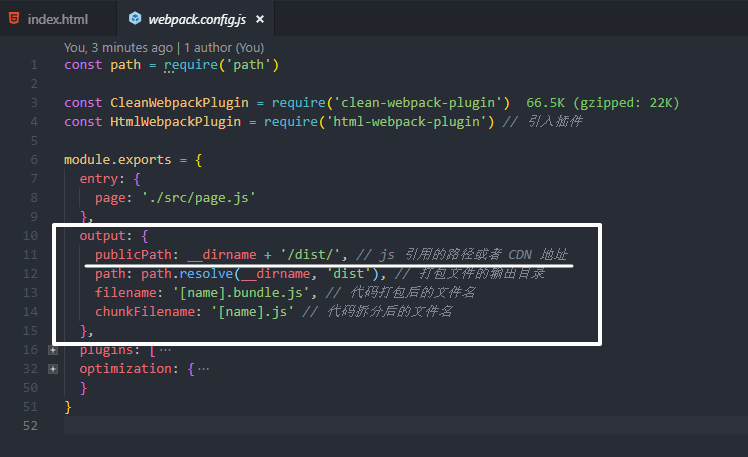 index.html
webpack.config.js ×
You, 3 minutes ago | 1 author (You)
1 const path = require('path')
2
3 const CleanWebpackPlugin = require('clean-webpack-plugin') 66.5K (gzipped: 22K)
4 const HtmlWebpackPlugin = require('html-webpack-plugin') // 引入插件
5
6 module.exports = {
7 entry: {
8 page: './src/page.js'
9 },
10 output: {
11 publicPath: __dirname + '/dist/', // js 引用的路径或者 CDN 地址
12 path: path.resolve(__dirname, 'dist'), // 打包文件的输出目录
13 filename: '[name].bundle.js', // 代码打包后的文件名
14 chunkFilename: '[name].js' // 代码拆分后的文件名
15 },
16 plugins: [ ⋯
32 optimization: { ⋯
50 }
51 }
52